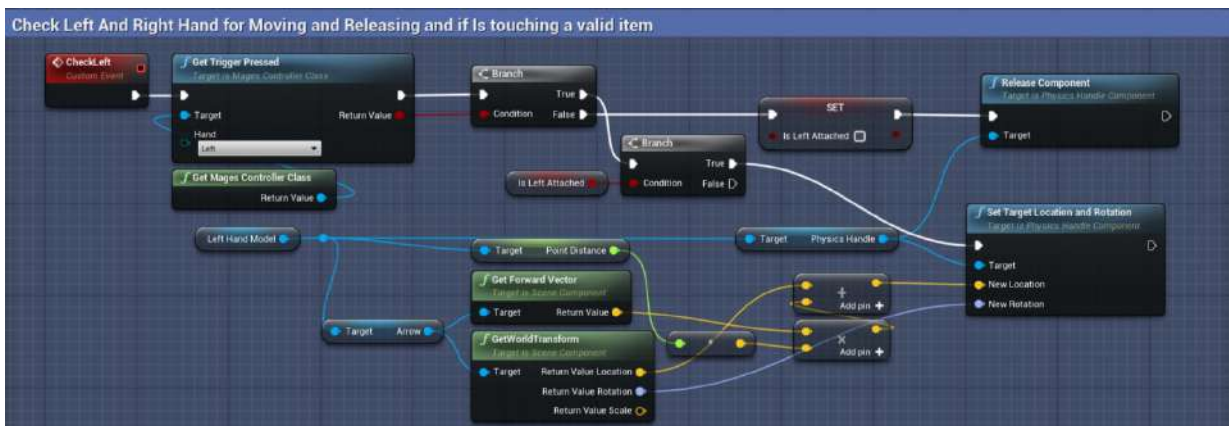 Check Left And Right Hand for Moving and Releasing and if Is touching a valid item
CheckLeft
Custom Event
Get Trigger Pressed
Target is Mages Controller Class
Target
Return Value
Hand
Left
Get Mages Controller Class
Return Value
Branch
True
Condition
False
Branch
True
Condition
False
Is Left Attached
SET
Is Left Attached
Release Component
Target is Physics Handle Component
Target
Left Hand Model
Target
Point Distance
Target
Physics Handle
Set Target Location and Rotation
Target is Physics Handle Component
Target
New Location
New Rotation
Get Forward Vector
Target is Scene Component
Target
Return Value
Target
Arrow
GetWorldTransform
Target is Scene Component
Target
Return Value Location
Return Value Rotation
Return Value Scale
+
Add pin +
×
Add pin +